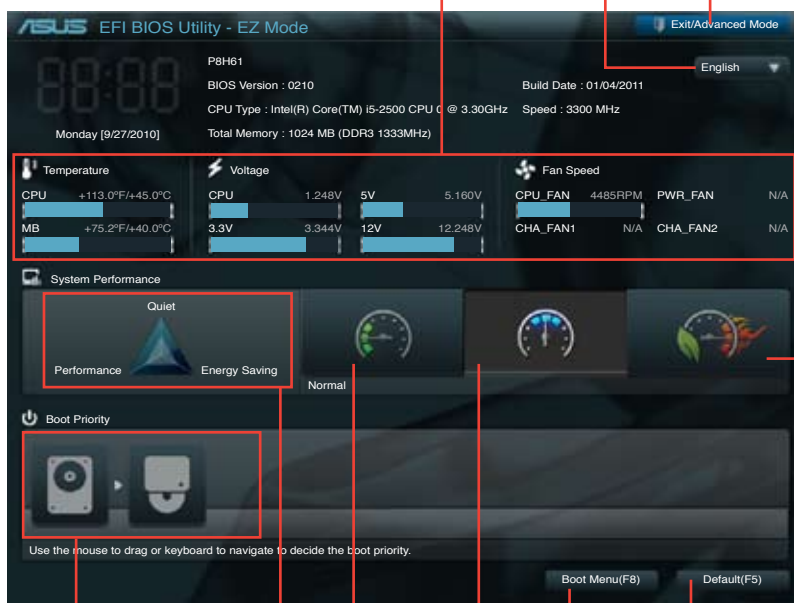 ASUS EFI BIOS Utility - EZ Mode
Exit/Advanced Mode
English
P8H61
BIOS Version : 0210
Build Date : 01/04/2011
CPU Type : Intel(R) Core(TM) i5-2500 CPU 0 @ 3.30GHz
Speed : 3300 MHz
Total Memory : 1024 MB (DDR3 1333MHz)
Monday [9/27/2010]
Temperature
CPU +113.0ºF/+45.0ºC
MB +75.2ºF/+40.0ºC
Voltage
CPU 1.248V 5V 5.160V
3.3V 3.344V 12V 12.248V
Fan Speed
CPU_FAN 4485RPM PWR_FAN N/A
CHA_FAN1 N/A CHA_FAN2 N/A
System Performance
Quiet
Performance
Energy Saving
Normal
Boot Priority
Use the mouse to drag or keyboard to navigate to decide the boot priority.
Boot Menu(F8)
Default(F5)